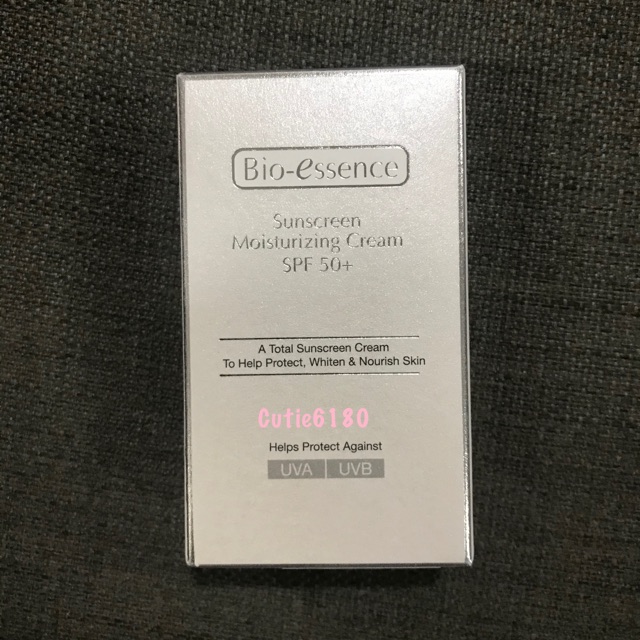 Bio-essence
Sunscreen
Moisturizing Cream
SPF 50+
A Total Sunscreen Cream
To Help Protect, Whiten & Nourish Skin
Cutie6180
Helps Protect Against
UVA UVB